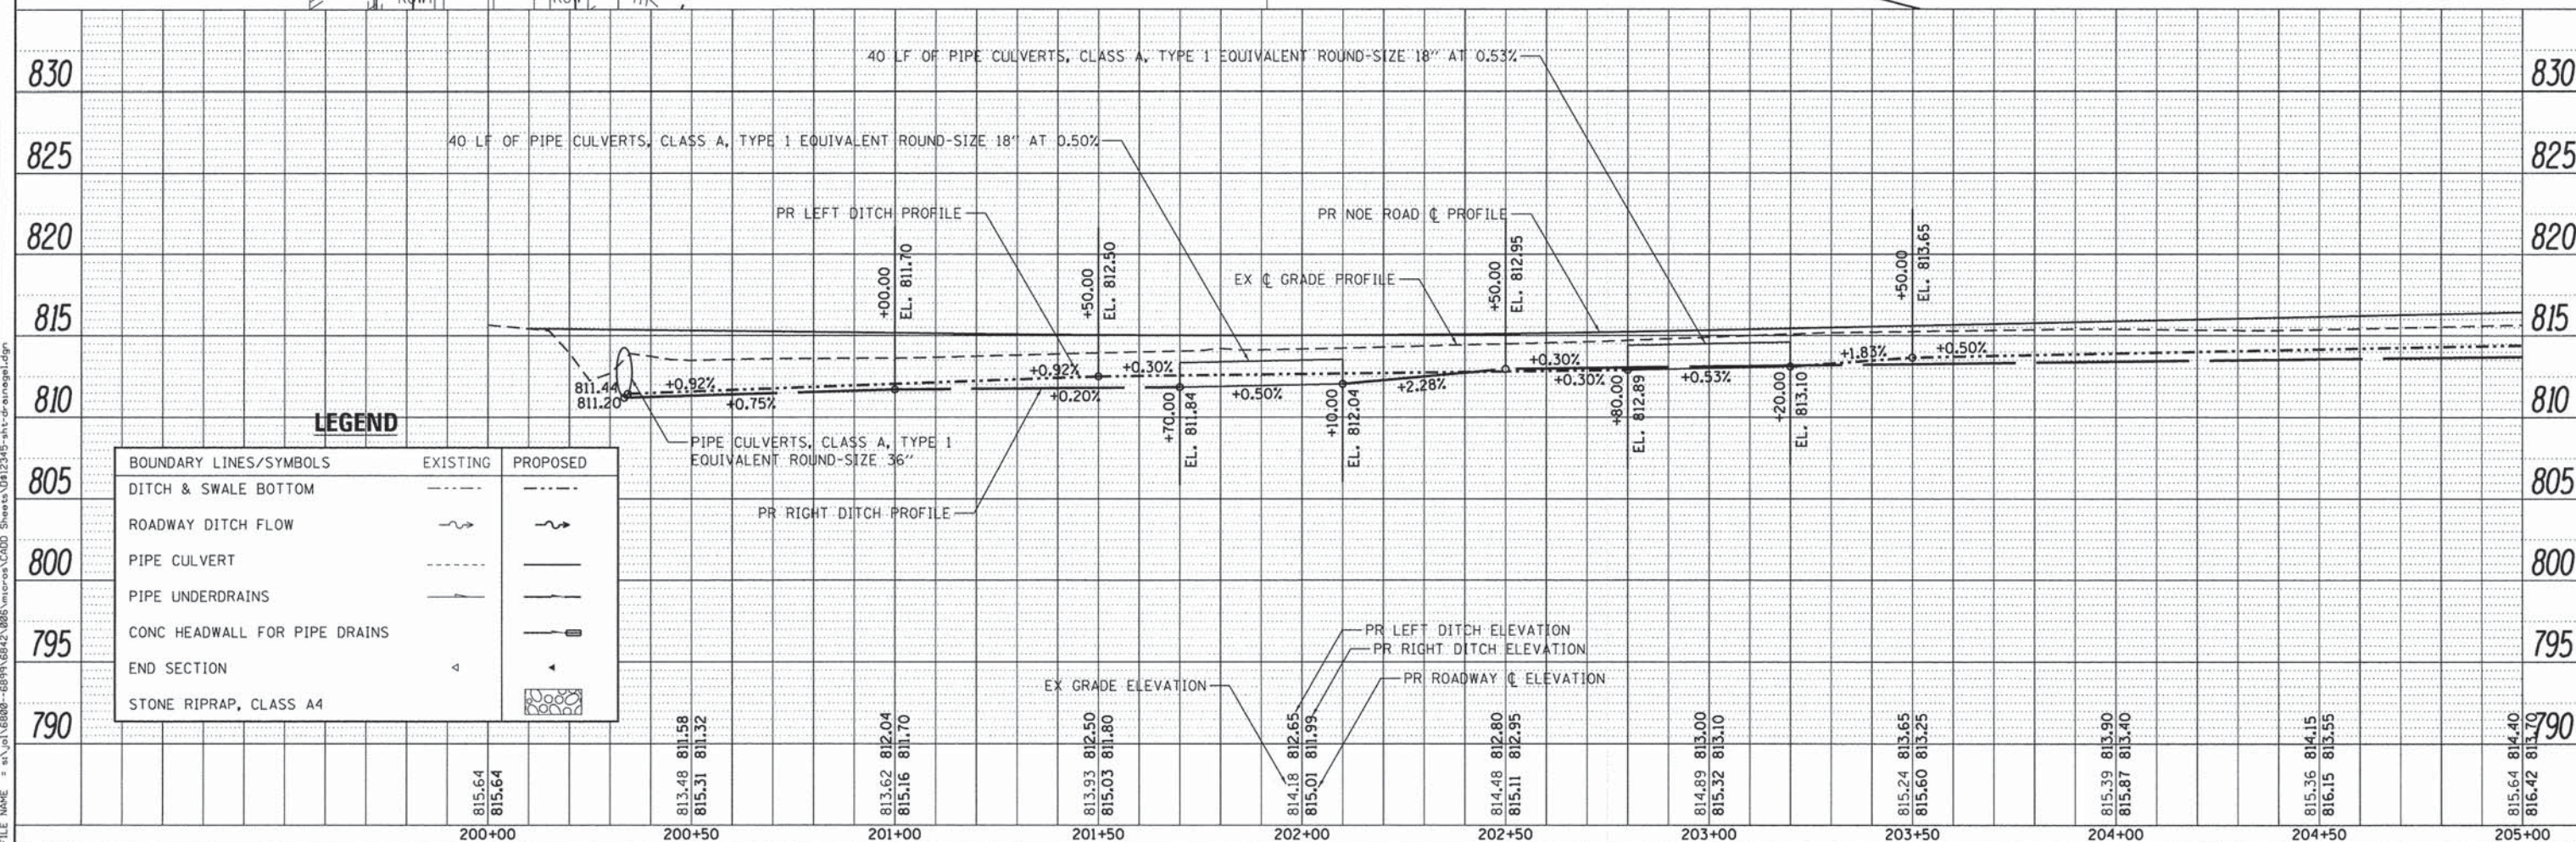 40 LF OF PIPE CULVERTS, CLASS A, TYPE 1 EQUIVALENT ROUND-SIZE 18" AT 0.53%
830
830
40 LF OF PIPE CULVERTS, CLASS A, TYPE 1 EQUIVALENT ROUND-SIZE 18" AT 0.50%
825
825
PR LEFT DITCH PROFILE
PR NOE ROAD ℄ PROFILE
820
820
EX ℄ GRADE PROFILE
+00.00
EL. 811.70
+50.00
EL. 812.50
+50.00
EL. 812.95
+50.00
EL. 813.65
815
815
811.44
811.20
+0.92%
+0.75%
+0.92%
+0.30%
+0.20%
+0.50%
+2.28%
+0.30%
+0.30%
+0.53%
+1.83%
+0.50%
810
810
+70.00
EL. 811.84
+10.00
EL. 812.04
+80.00
EL. 812.89
+20.00
EL. 813.10
PIPE CULVERTS, CLASS A, TYPE 1
EQUIVALENT ROUND-SIZE 36"
PR RIGHT DITCH PROFILE
LEGEND
BOUNDARY LINES/SYMBOLS EXISTING PROPOSED
DITCH & SWALE BOTTOM
ROADWAY DITCH FLOW
PIPE CULVERT
PIPE UNDERDRAINS
CONC HEADWALL FOR PIPE DRAINS
END SECTION
STONE RIPRAP, CLASS A4
805
805
800
800
795
795
790
790
PR LEFT DITCH ELEVATION
PR RIGHT DITCH ELEVATION
EX GRADE ELEVATION
PR ROADWAY ℄ ELEVATION
815.64
815.64
813.48 811.58
815.31 811.32
813.62 812.04
815.16 811.70
813.93 812.50
815.03 811.80
814.18 812.65
815.01 811.99
814.48 812.80
815.11 812.95
814.89 813.00
815.32 813.10
815.24 813.65
815.60 813.25
815.39 813.90
815.87 813.40
815.36 814.15
816.15 813.55
815.64 814.40
816.42 813.70
200+00 200+50 201+00 201+50 202+00 202+50 203+00 203+50 204+00 204+50 205+00
FILE NAME =